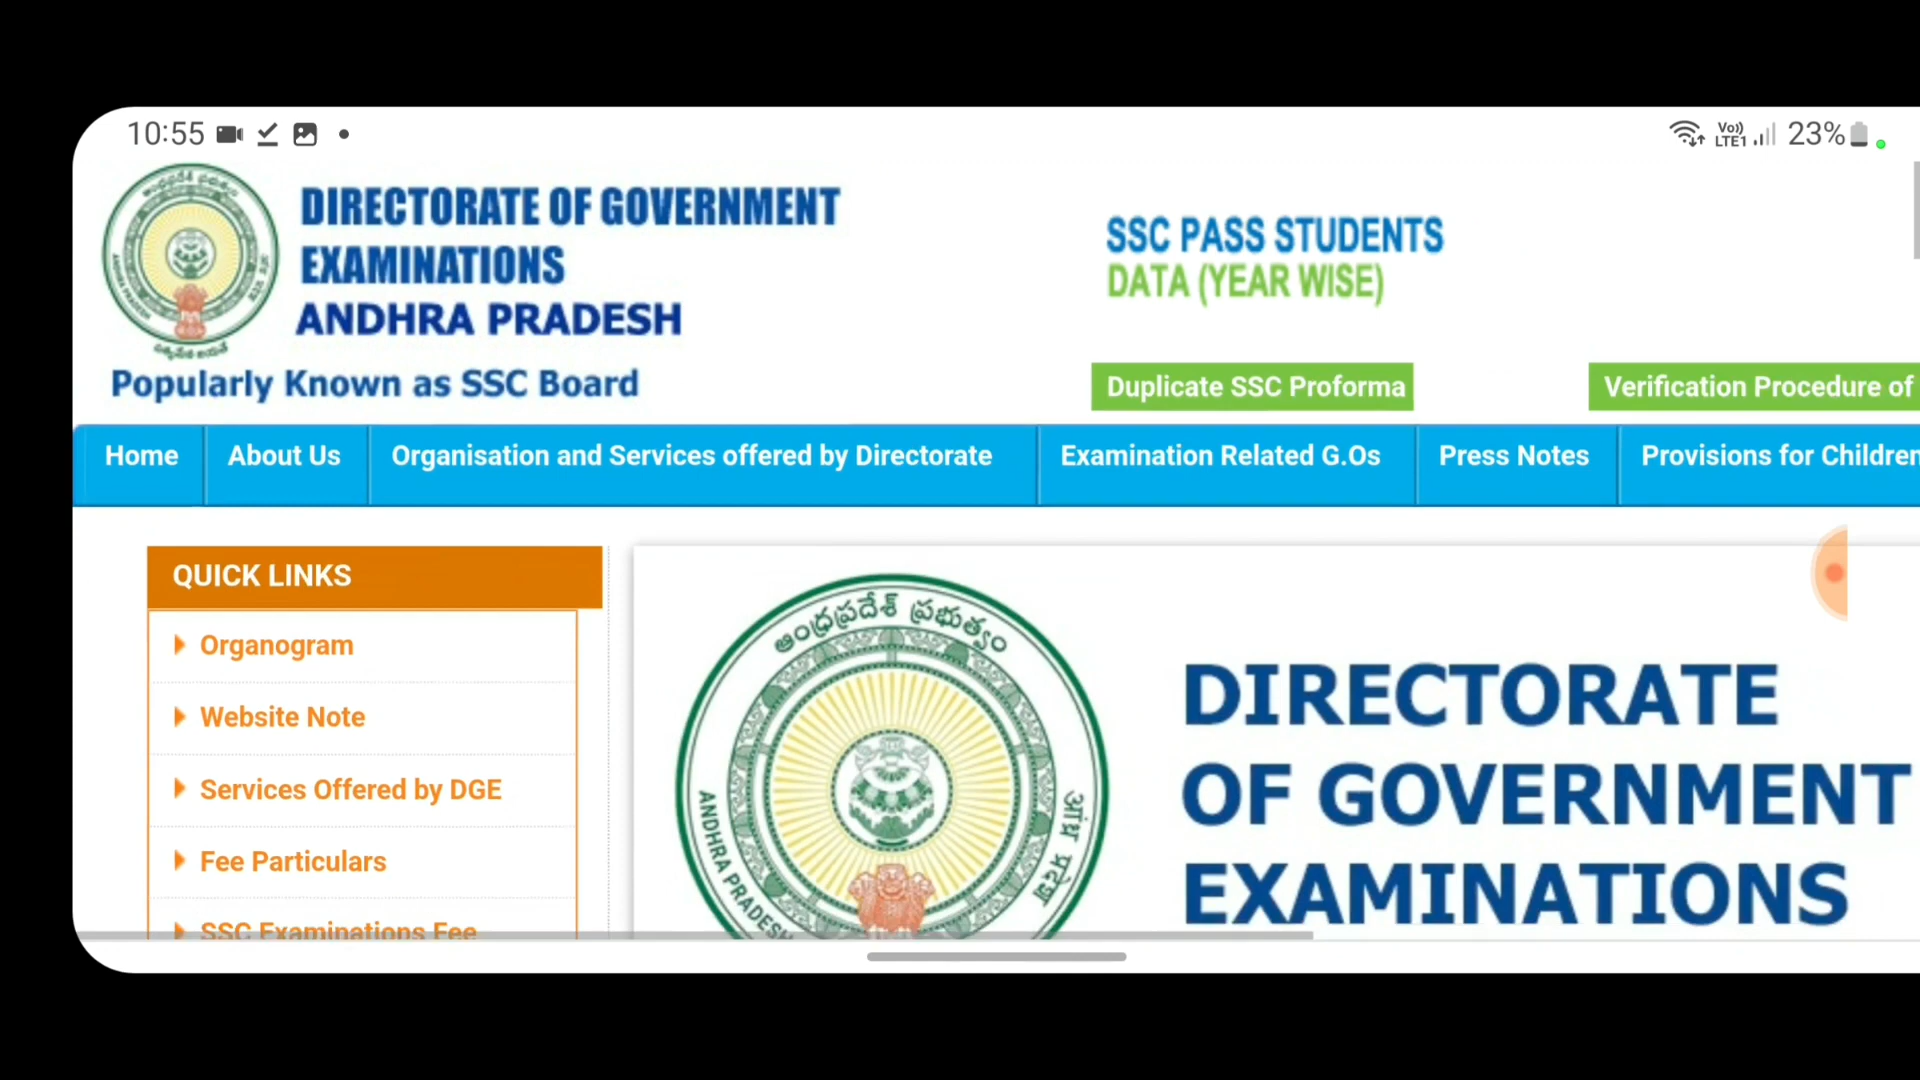 10:55
Vo))
LTE1
23%
DIRECTORATE OF GOVERNMENT
EXAMINATIONS
ANDHRA PRADESH
Popularly Known as SSC Board
SSC PASS STUDENTS
DATA (YEAR WISE)
Duplicate SSC Proforma
Verification Procedure of
Home
About Us
Organisation and Services offered by Directorate
Examination Related G.Os
Press Notes
Provisions for Children
QUICK LINKS
Organogram
Website Note
Services Offered by DGE
Fee Particulars
SSC Examinations Fee
ఆంధ్రప్రదేశ్ ప్రభుత్వం
ANDHRA PRADESH
आंध्र प्रदेश
DIRECTORATE
OF GOVERNMENT
EXAMINATIONS